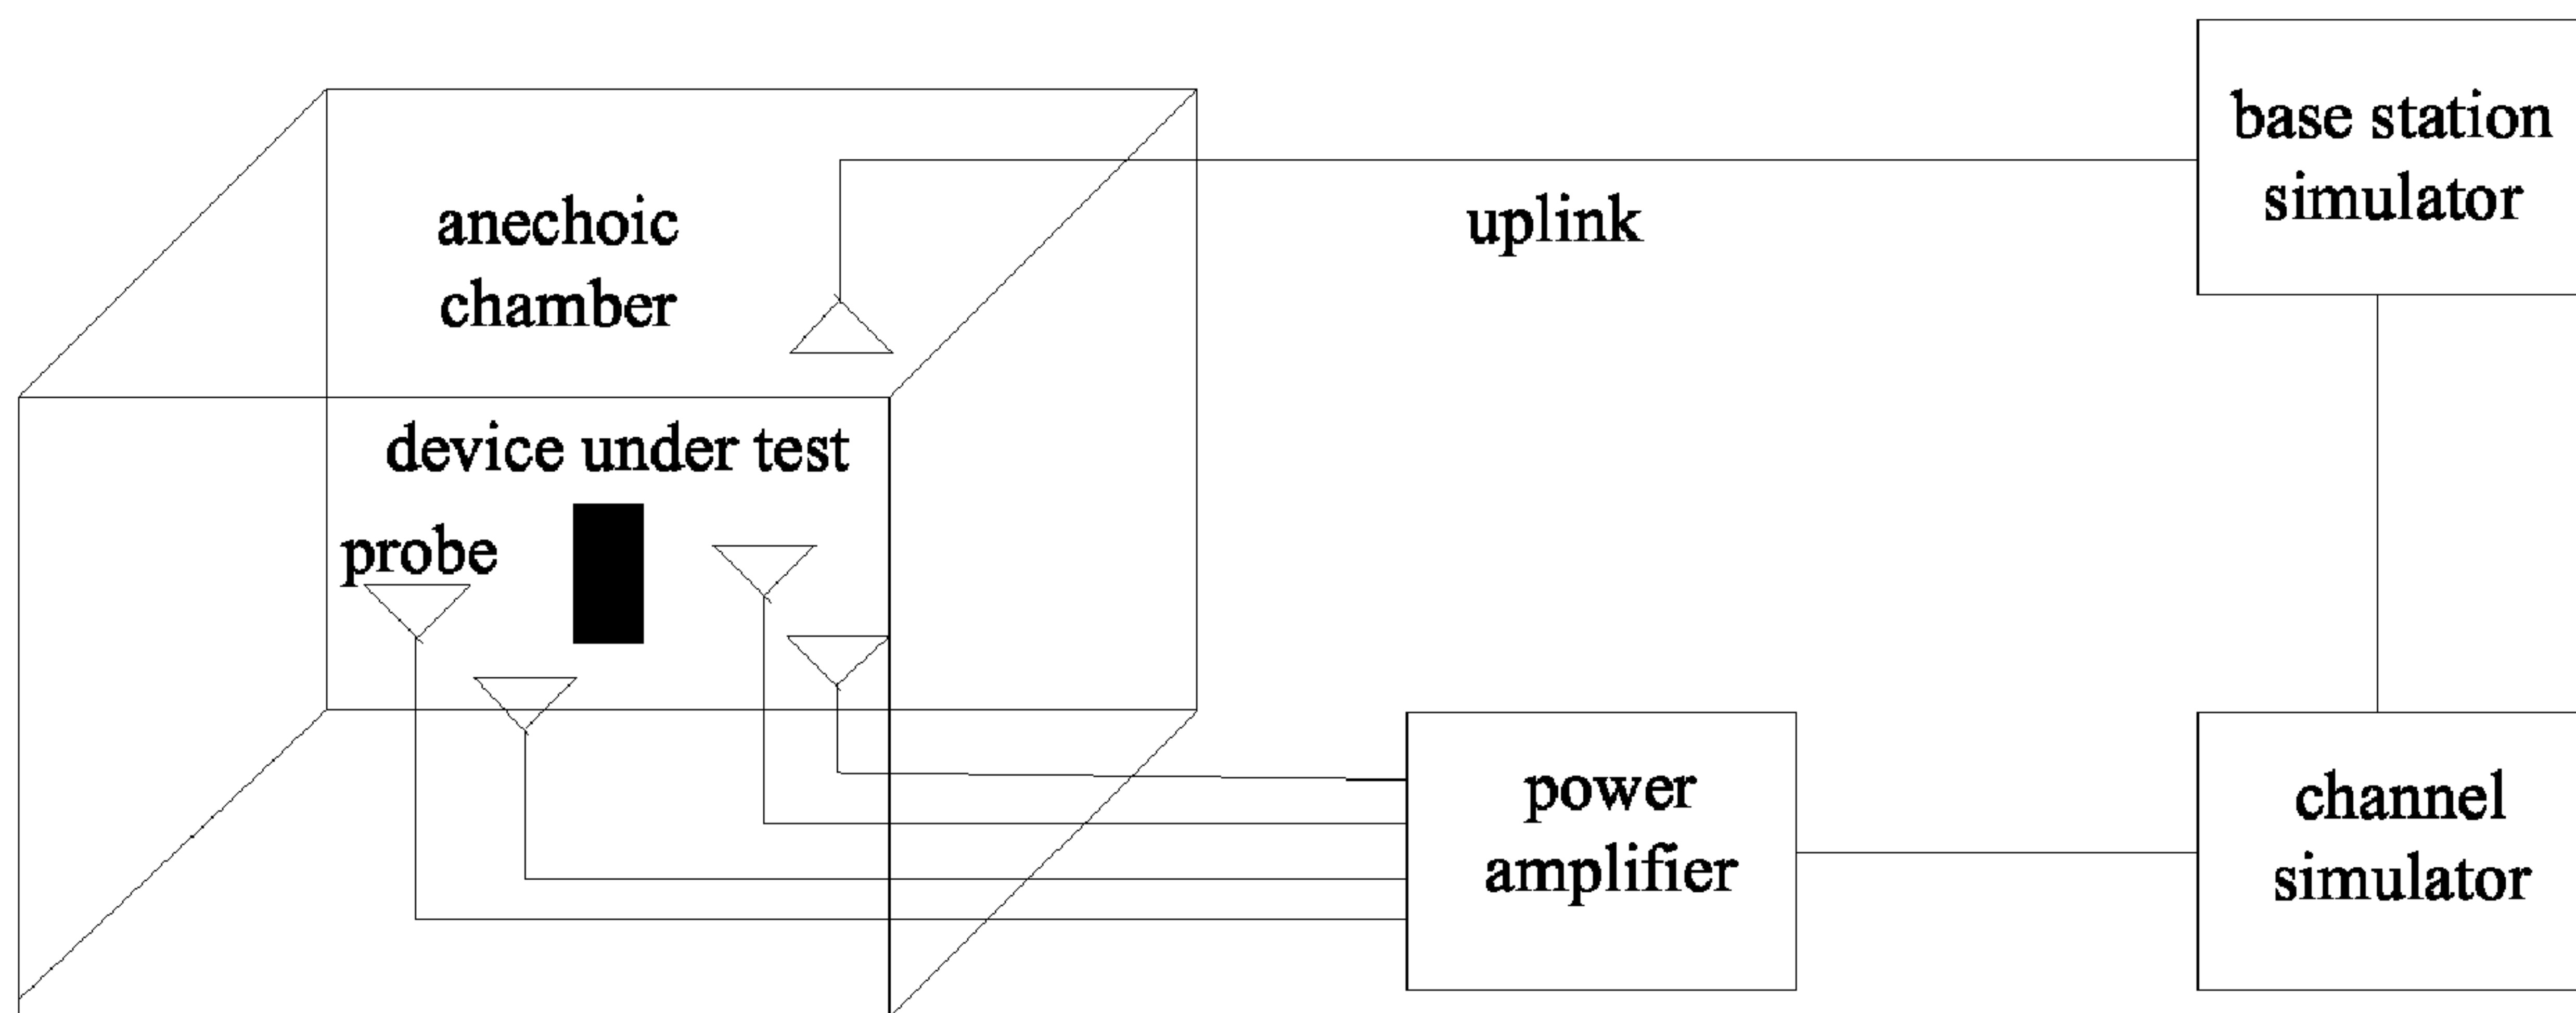 anechoic
chamber
uplink
base station
simulator
device under test
probe
power
amplifier
channel
simulator